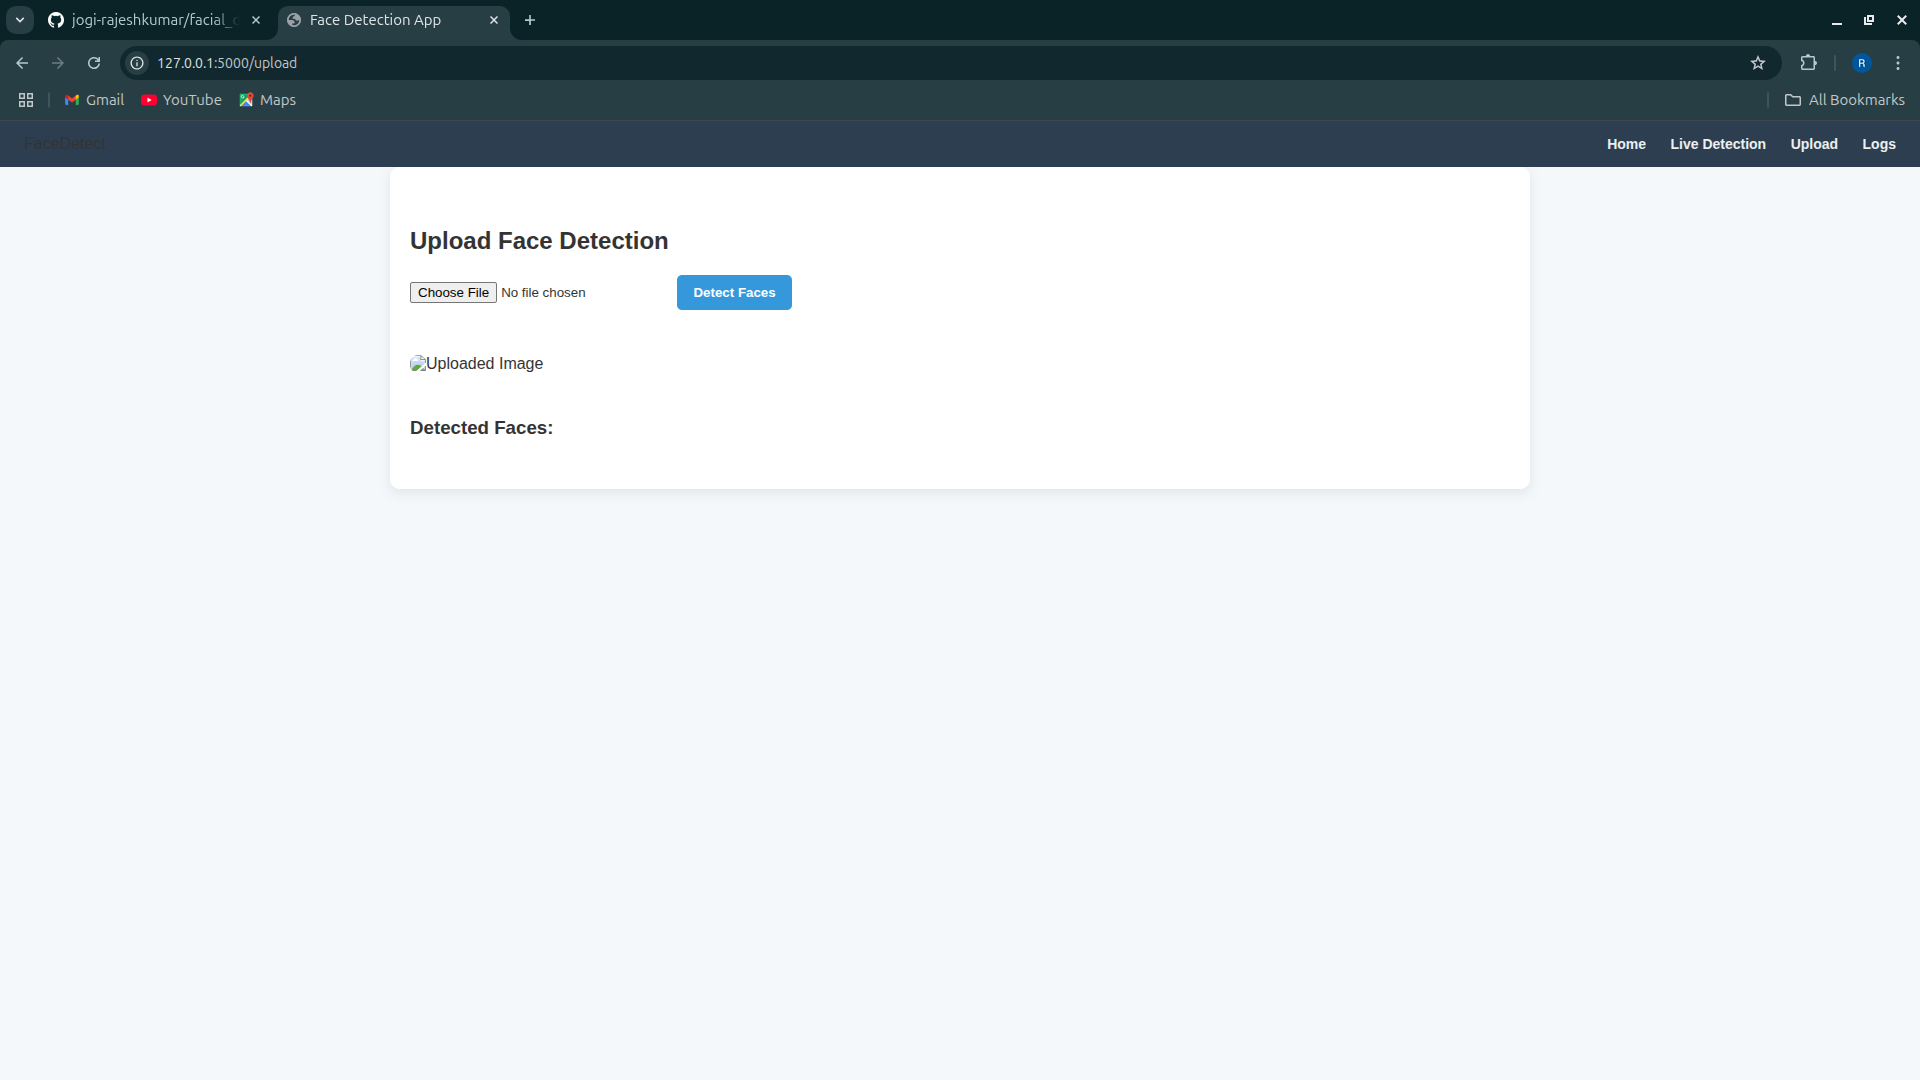 jogi-rajeshkumar/facial_
Face Detection App
127.0.0.1:5000/upload
R
Gmail
YouTube
Maps
All Bookmarks
FaceDetect
Home
Live Detection
Upload
Logs
Upload Face Detection
Choose File No file chosen
Detect Faces
Uploaded Image
Detected Faces: